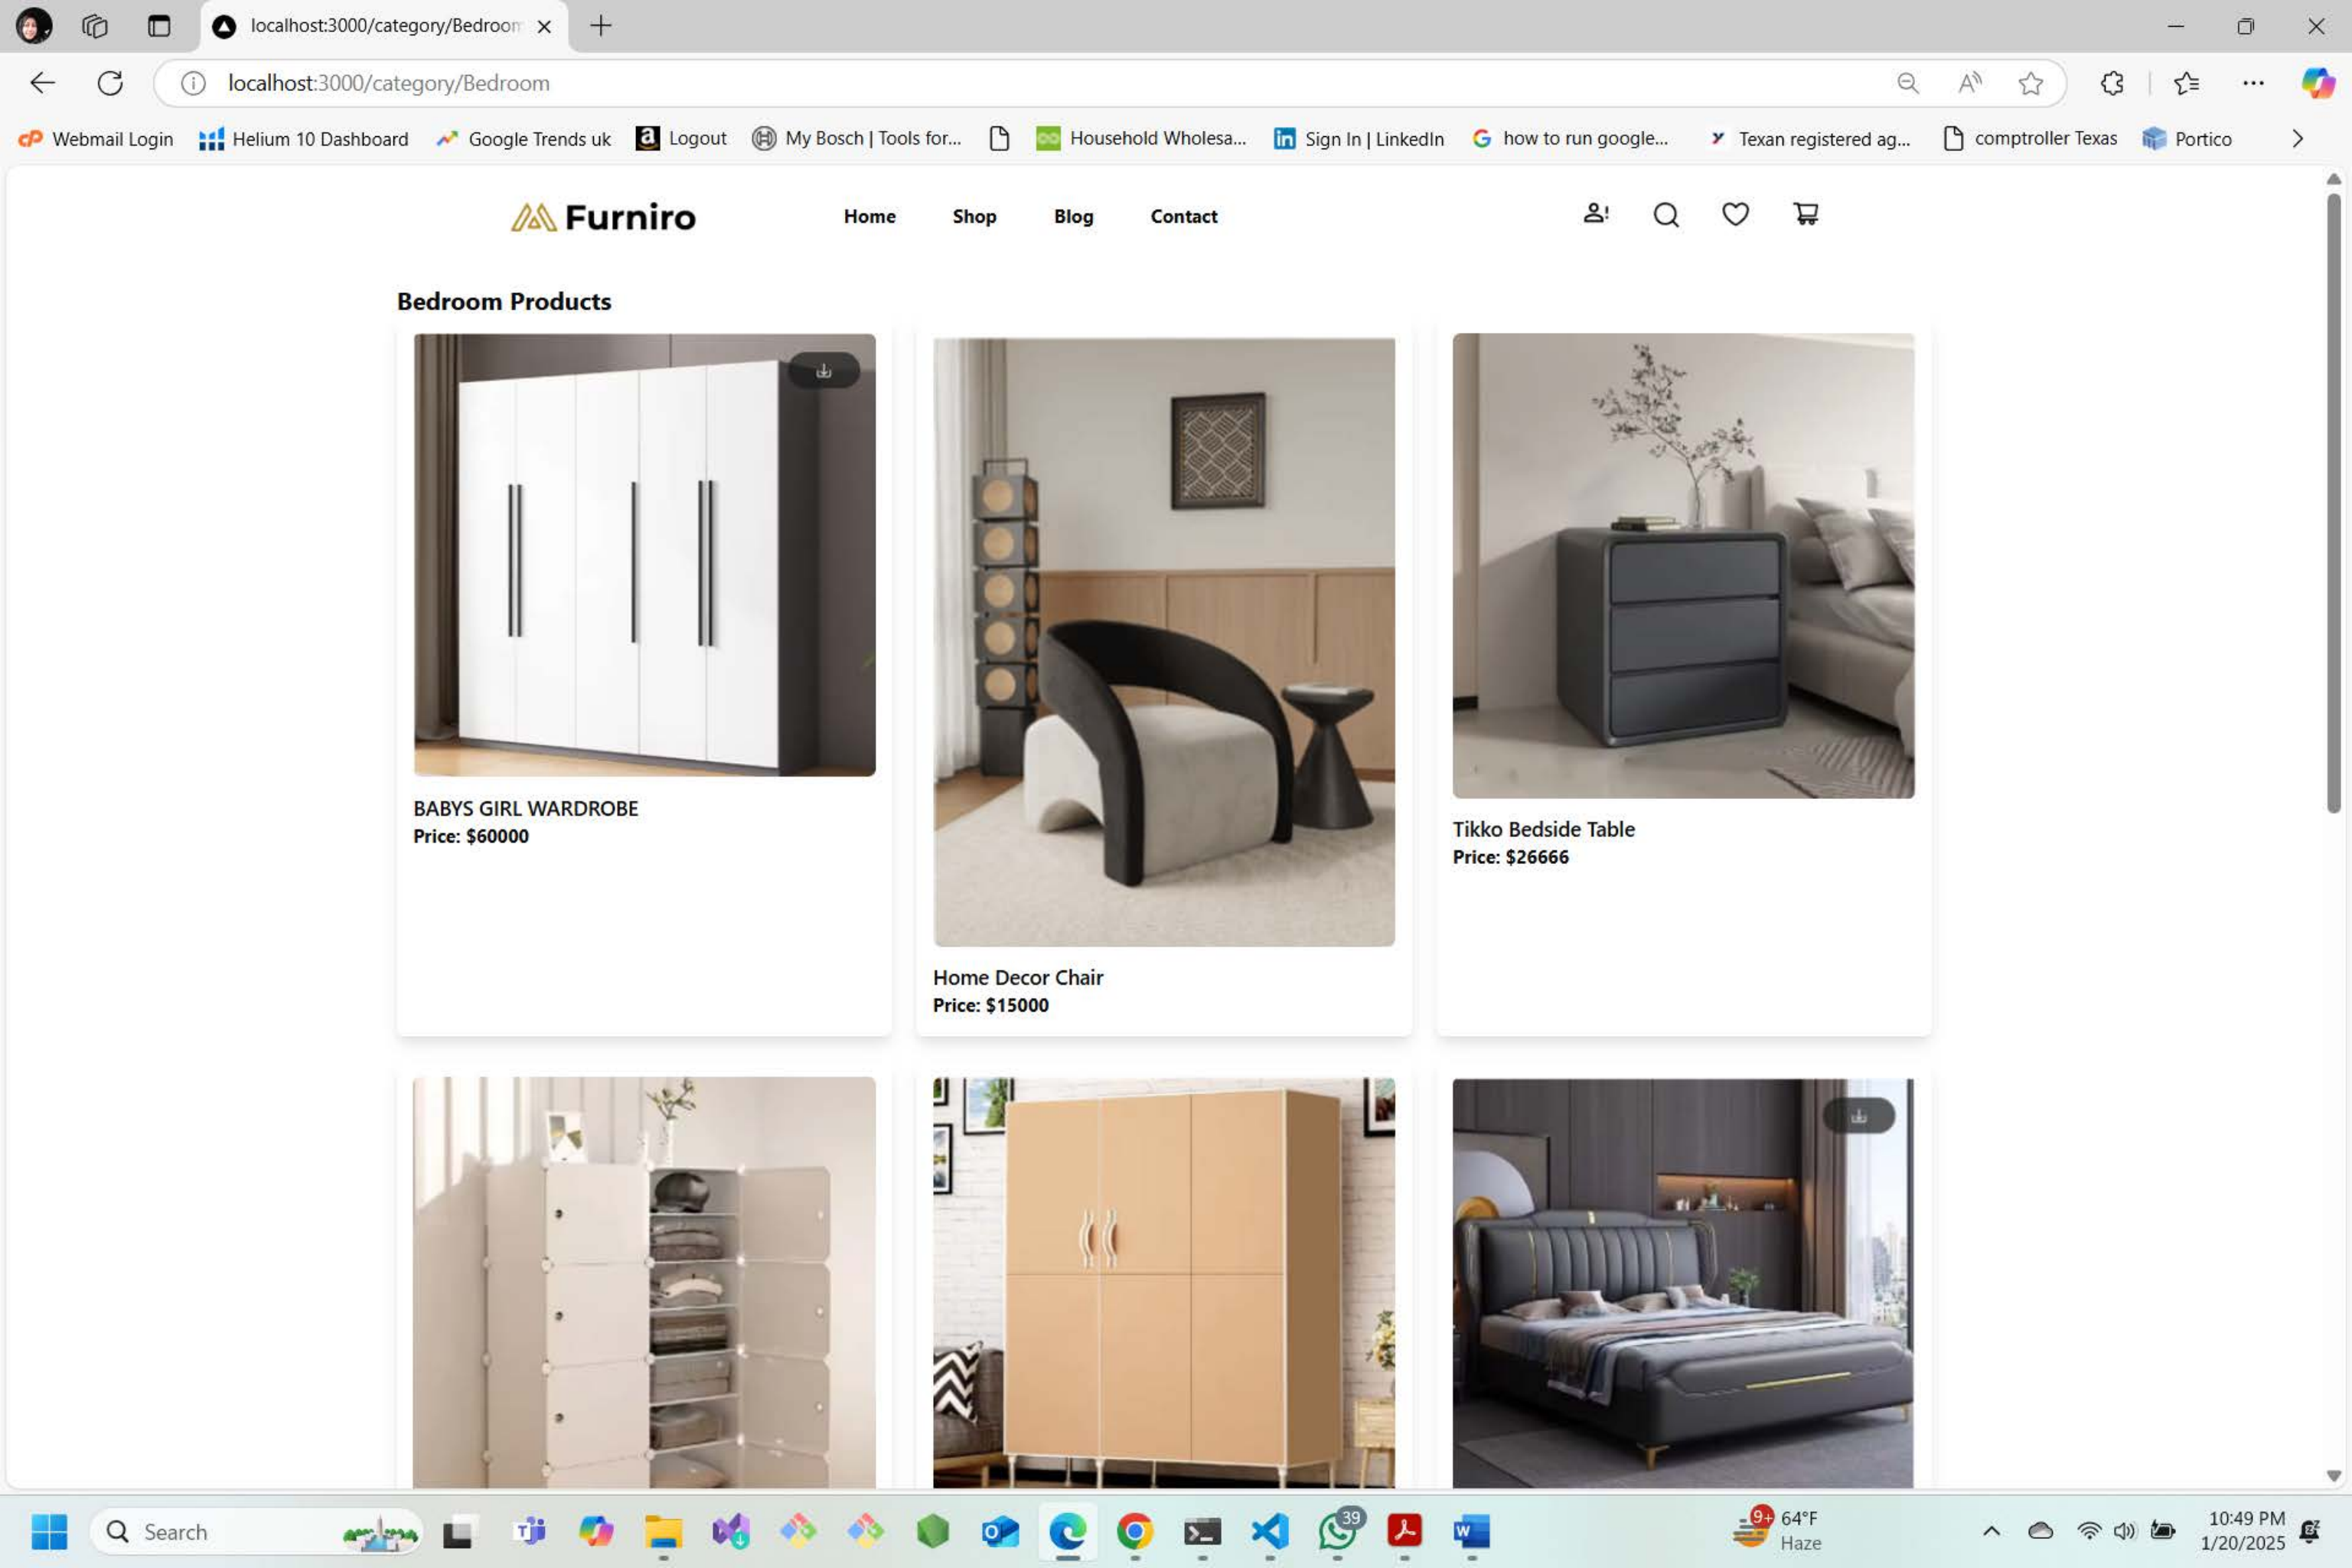 localhost:3000/category/Bedroom
localhost:3000/category/Bedroom
Webmail Login
Helium 10 Dashboard
Google Trends uk
Logout
My Bosch | Tools for...
Household Wholesa...
Sign In | LinkedIn
how to run google...
Texan registered ag...
comptroller Texas
Portico
Furniro
Home
Shop
Blog
Contact
Bedroom Products
BABYS GIRL WARDROBE
Price: $60000
Home Decor Chair
Price: $15000
Tikko Bedside Table
Price: $26666
Search
39
9+
64°F
Haze
10:49 PM
1/20/2025